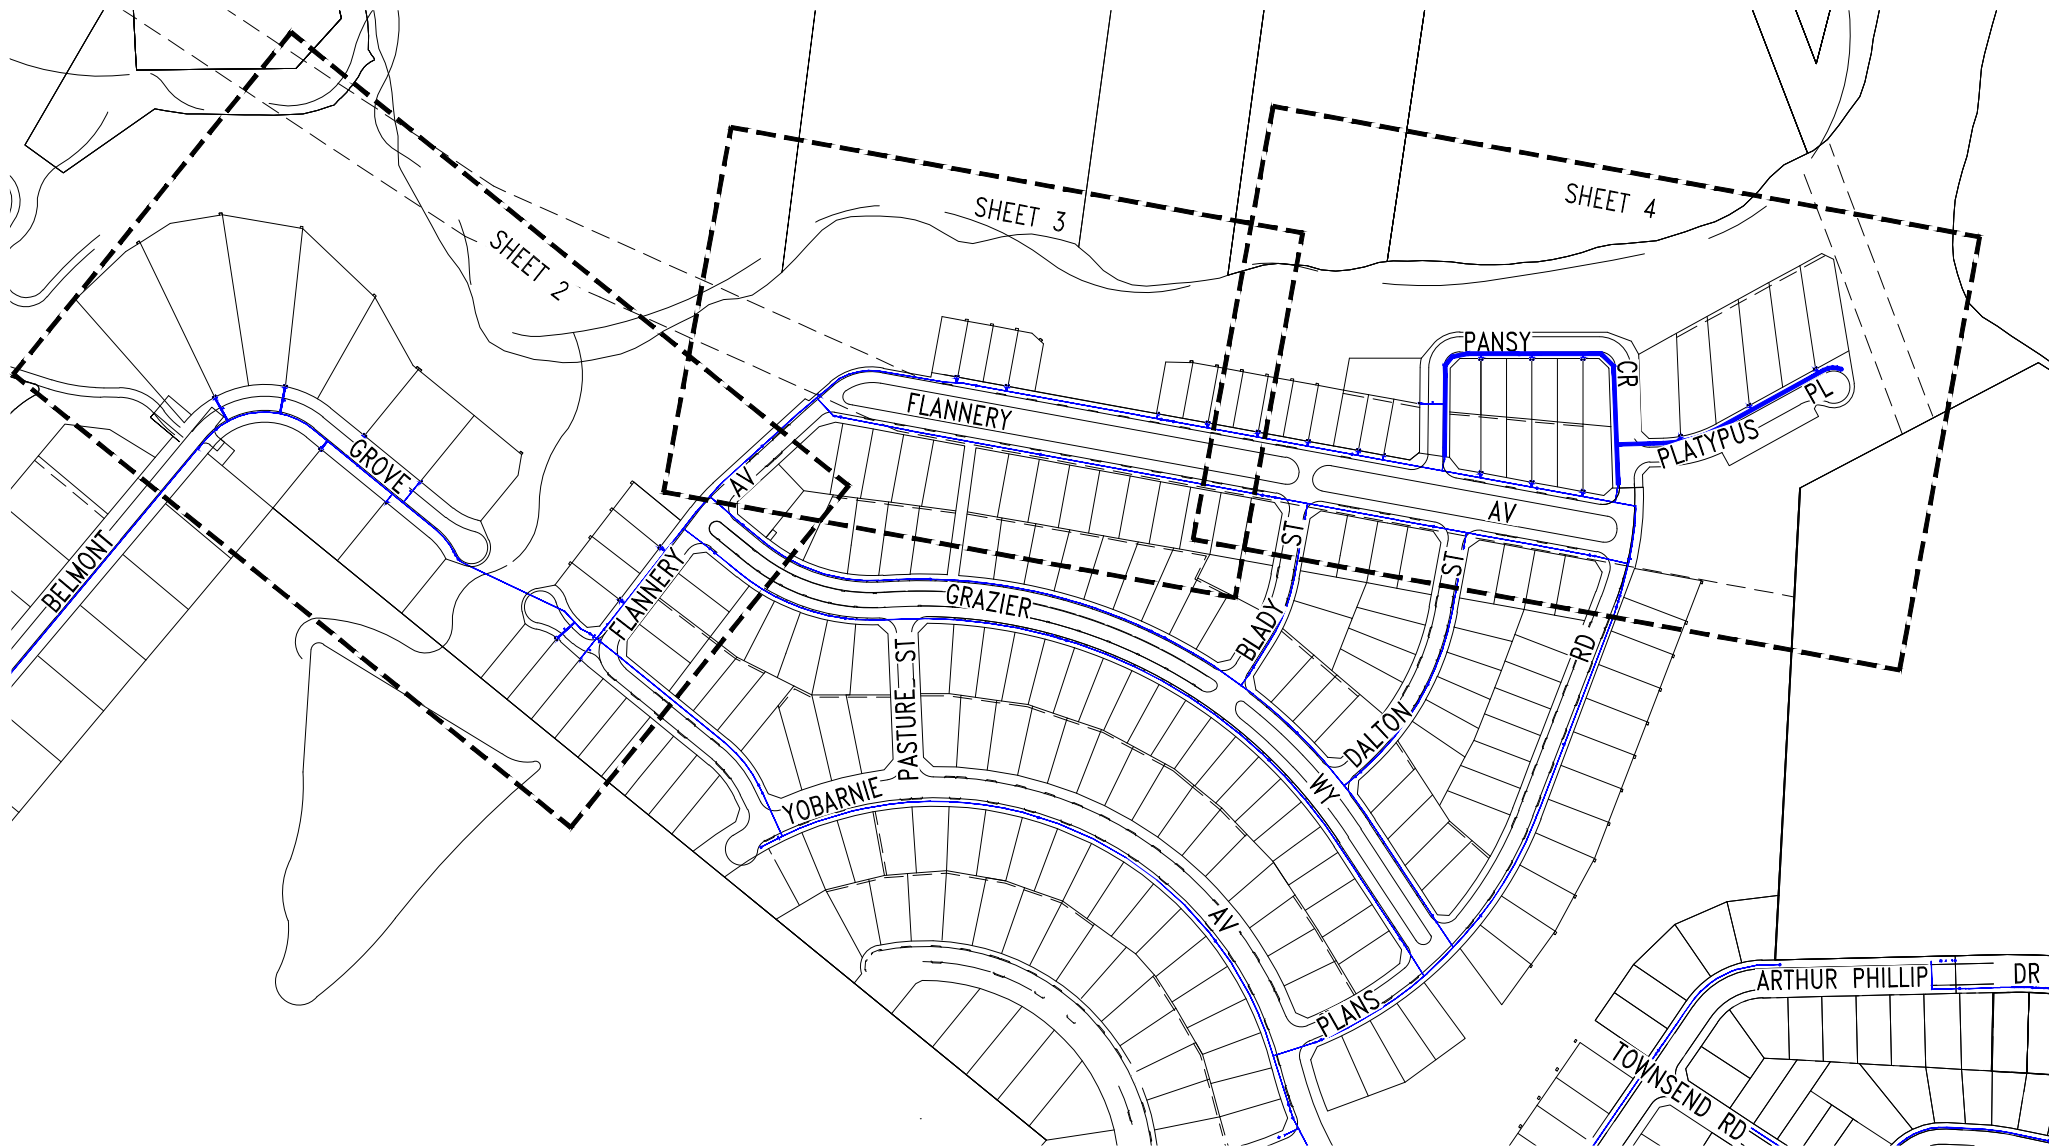 SHEET 4
SHEET 3
SHEET 2
PANSY
CR
PL
FLANNERY
PLATYPUS
GROVE
AV
AV
ST
ST
BELMONT
FLANNERY
GRAZIER
BLADY
RD
PASTURE ST
DALTON
WY
YOBARNIE
AV
PLANS
ARTHUR PHILLIP
DR
TOWNSEND RD